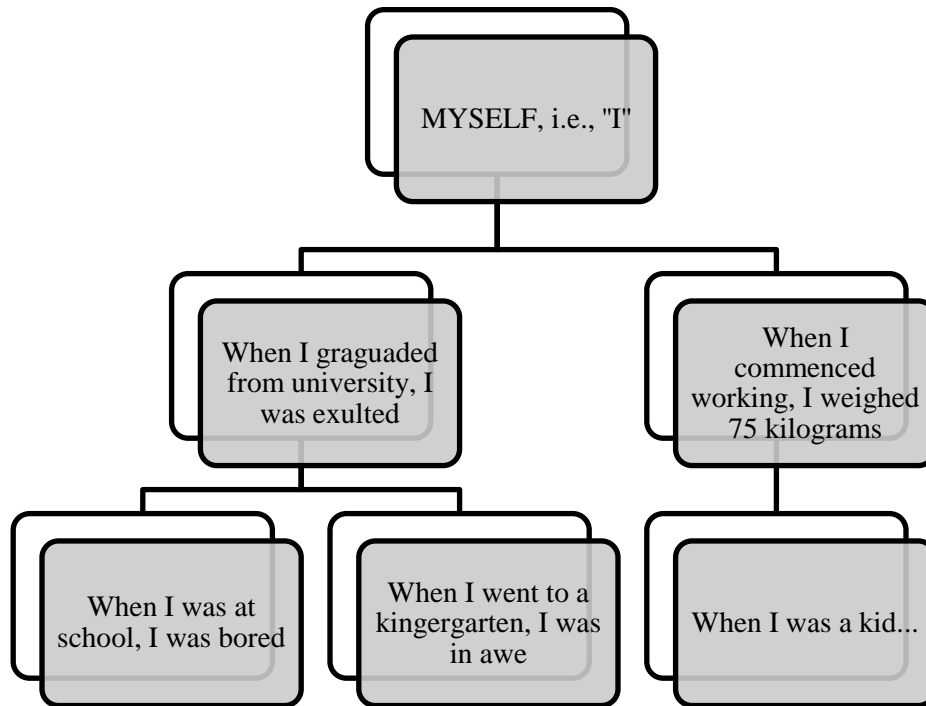 MYSELF, i.e., "I"
When I graguaded
from university, I
was exulted
When I
commenced
working, I weighed
75 kilograms
When I was at
school, I was bored
When I went to a
kingergarten, I was
in awe
When I was a kid...